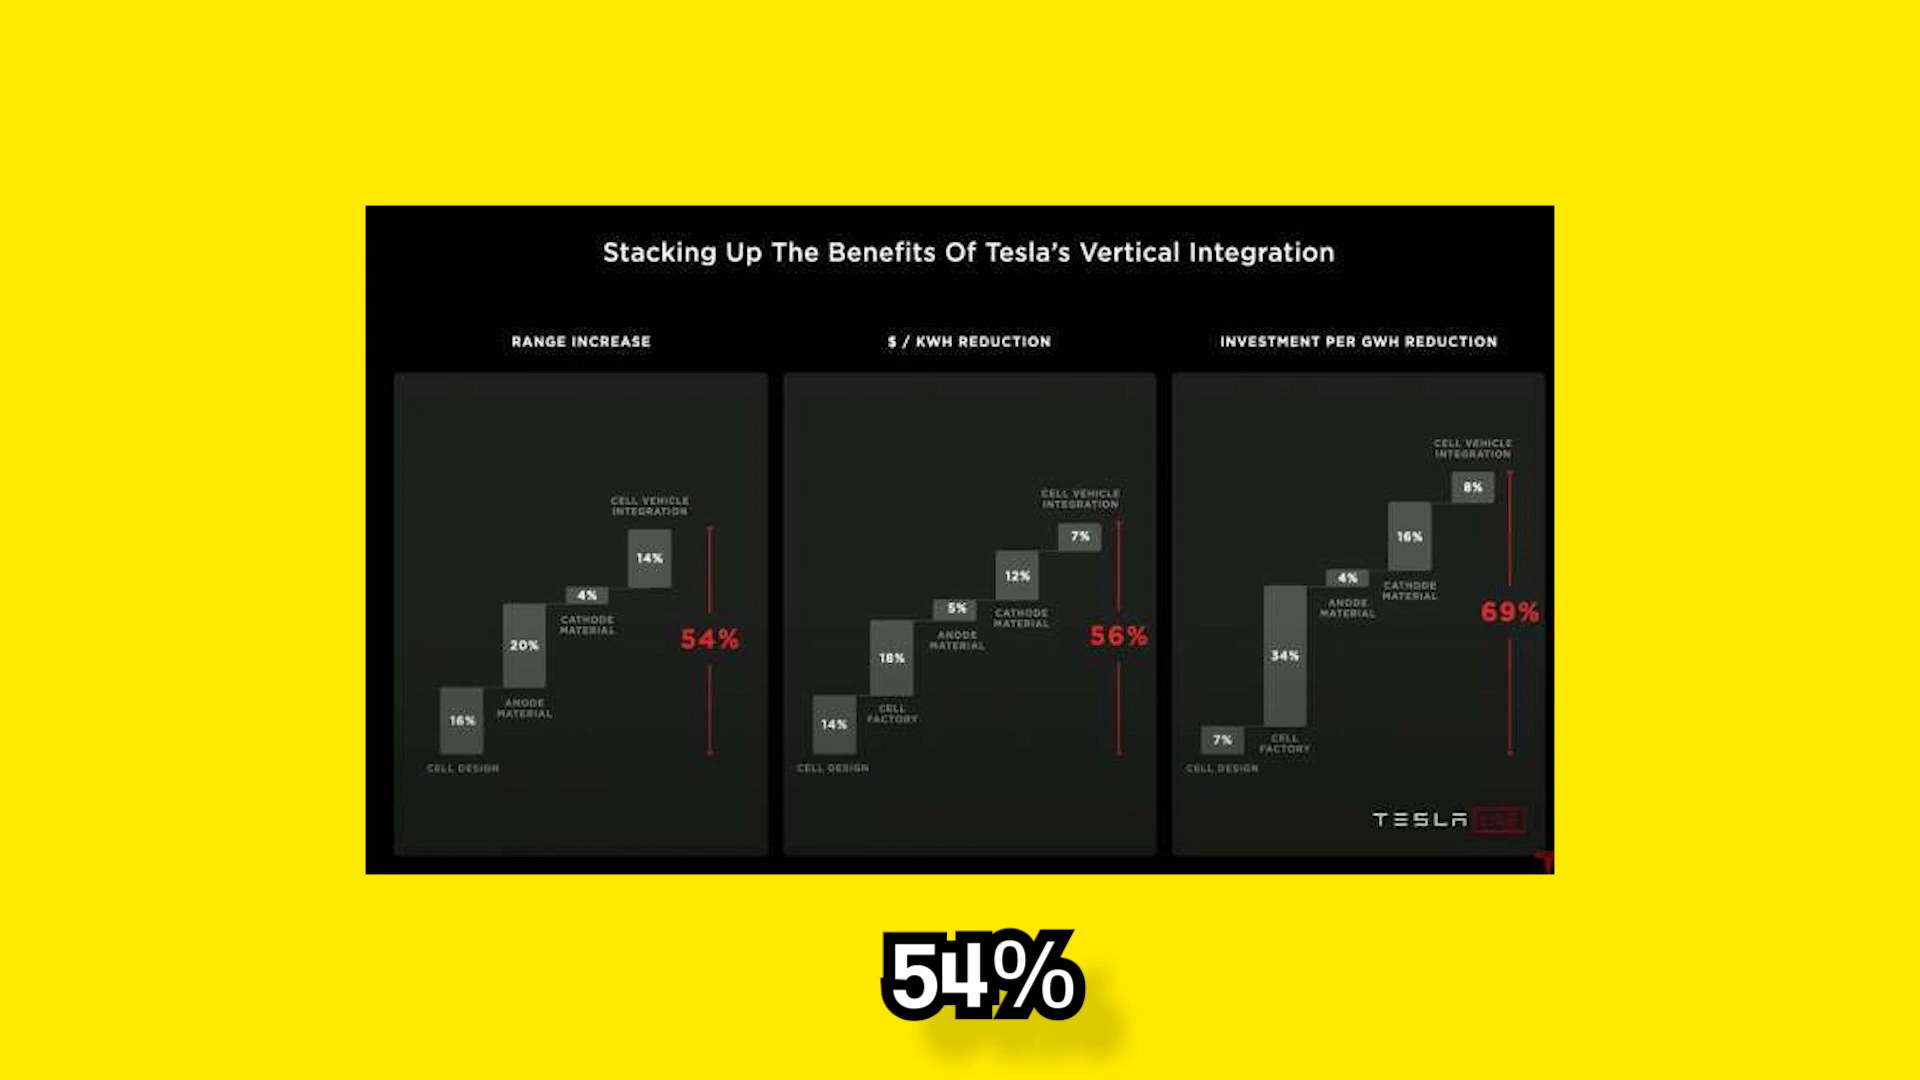 Stacking Up The Benefits Of Tesla's Vertical Integration
RANGE INCREASE
CELL VEHICLE
INTEGRATION
14%
4%
CATHODE
MATERIAL
20%
ANODE
MATERIAL
16%
CELL DESIGN
54%
$ / KWH REDUCTION
CELL VEHICLE
INTEGRATION
7%
12%
CATHODE
MATERIAL
5%
ANODE
MATERIAL
18%
CELL
FACTORY
14%
CELL DESIGN
56%
INVESTMENT PER GWH REDUCTION
CELL VEHICLE
INTEGRATION
8%
16%
CATHODE
MATERIAL
4%
ANODE
MATERIAL
34%
CELL
FACTORY
7%
CELL DESIGN
69%
TESLA LIVE
54%